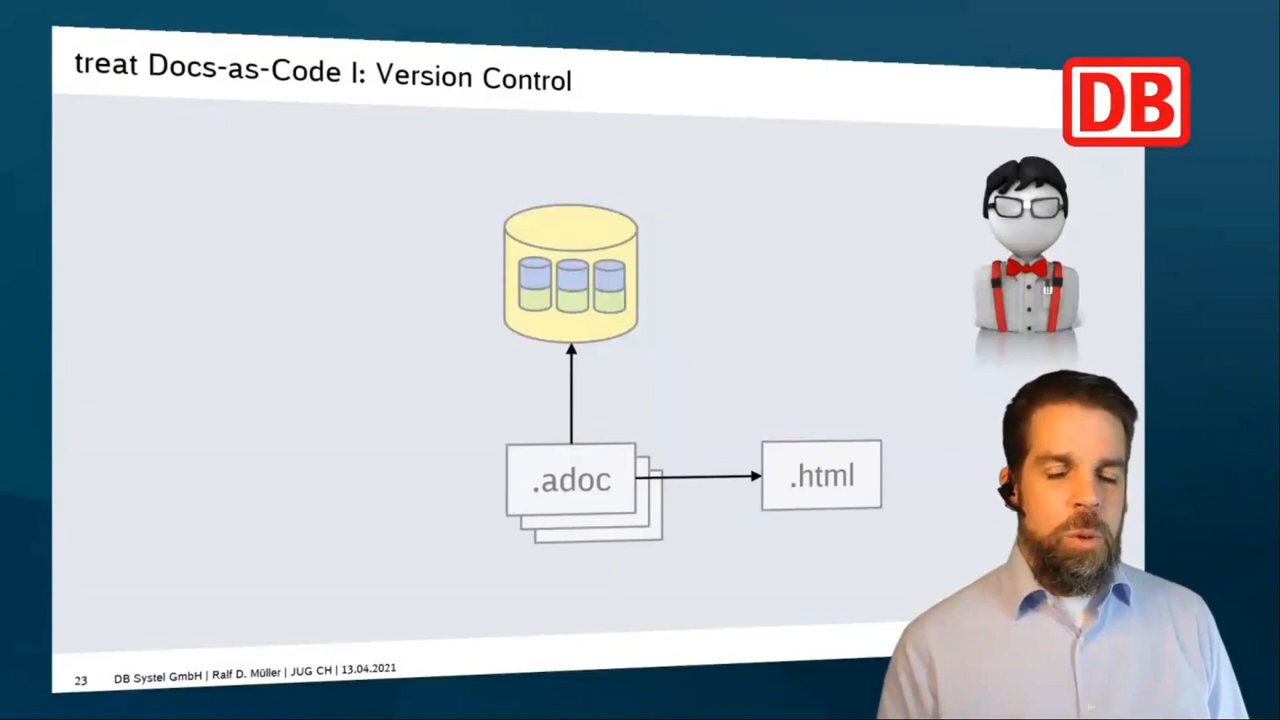 treat Docs-as-Code I: Version Control
DB
.adoc
.html
23 DB Systel GmbH | Ralf D. Müller | JUG CH | 13.04.2021